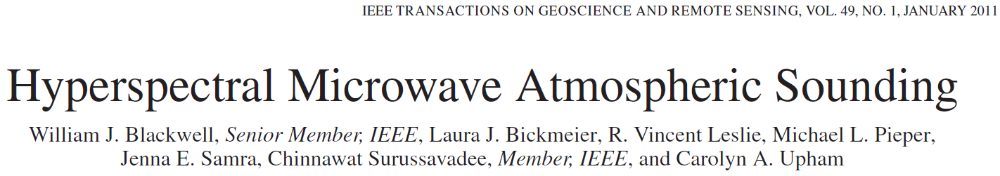 IEEE TRANSACTIONS ON GEOSCIENCE AND REMOTE SENSING, VOL. 49, NO. 1, JANUARY 2011
Hyperspectral Microwave Atmospheric Sounding
William J. Blackwell, Senior Member, IEEE, Laura J. Bickmeier, R. Vincent Leslie, Michael L. Pieper,
Jenna E. Samra, Chinnawat Surussavadee, Member, IEEE, and Carolyn A. Upham